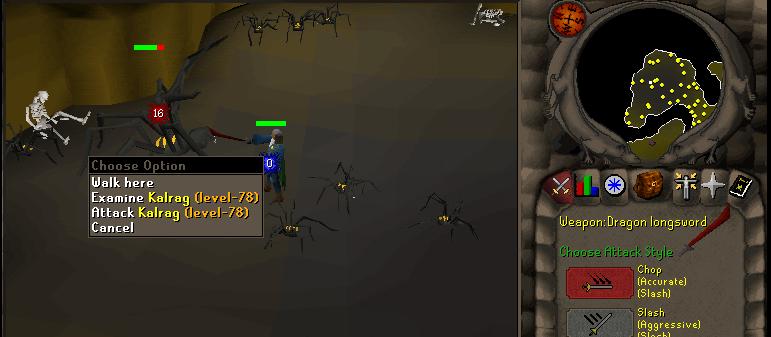 16
0
Choose Option
Walk here
Examine Kalrag (level-78)
Attack Kalrag (level-78)
Cancel
Weapon:Dragon longsword
Choose Attack Style
Chop
(Accurate)
(Slash)
Slash
(Aggressive)
(Slash)